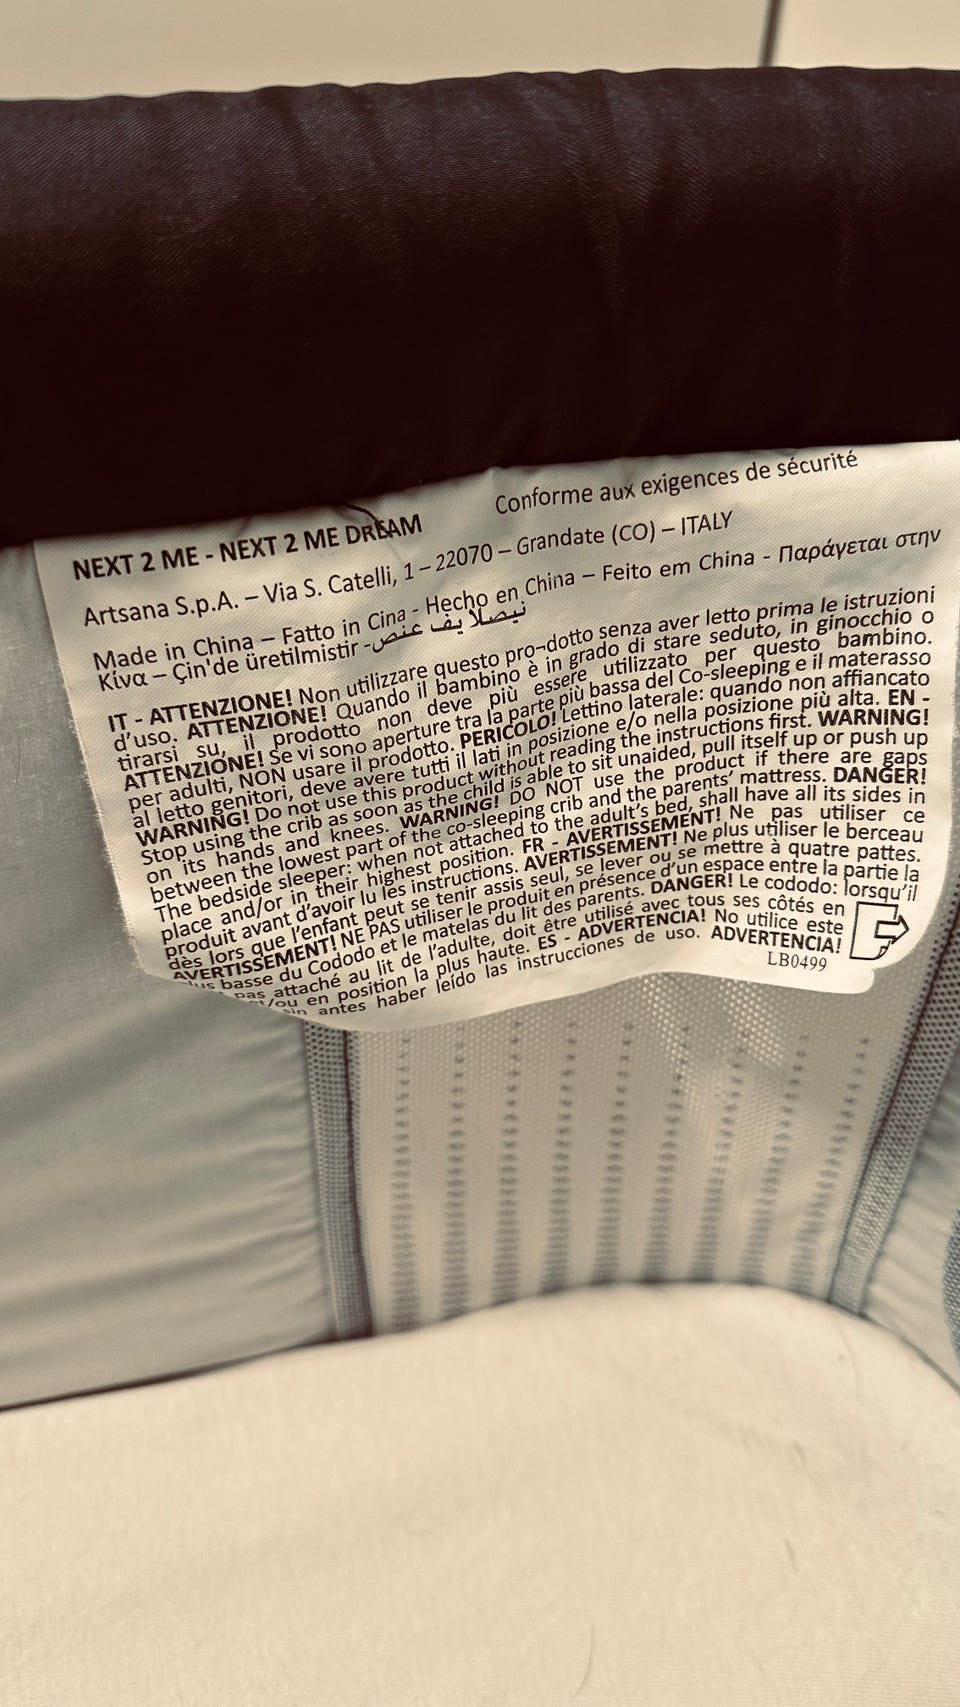 Conforme aux exigences de sécurité
NEXT 2 ME - NEXT 2 ME DREAM
Artsana S.p.A. – Via S. Catelli, 1 – 22070 – Grandate (CO) – ITALY
Made in China – Fatto in Cina - Hecho en China – Feito em China - Παράγεται στην
Κίνα – Çin'de üretilmistir -
IT - ATTENZIONE! Non utilizzare questo pro¬dotto senza aver letto prima le istruzioni
d'uso. ATTENZIONE! Quando il bambino è in grado di stare seduto, in ginocchio o
tirarsi su, il prodotto non deve più essere utilizzato per questo bambino.
ATTENZIONE! Se vi sono aperture tra la parte più bassa del Co-sleeping e il materasso
per adulti, NON usare il prodotto. PERICOLO! Lettino laterale: quando non affiancato
al letto genitori, deve avere tutti il lati in posizione e/o nella posizione più alta. EN -
WARNING! Do not use this product without reading the instructions first. WARNING!
Stop using the crib as soon as the child is able to sit unaided, pull itself up or push up
on its hands and knees. WARNING! DO NOT use the product if there are gaps
between the lowest part of the co-sleeping crib and the parents' mattress. DANGER!
The bedside sleeper: when not attached to the adult's bed, shall have all its sides in
place and/or in their highest position. FR - AVERTISSEMENT! Ne pas utiliser ce
produit avant d'avoir lu les instructions. AVERTISSEMENT! Ne plus utiliser le berceau
dès lors que l'enfant peut se tenir assis seul, se lever ou se mettre à quatre pattes.
AVERTISSEMENT! NE PAS utiliser le produit en présence d'un espace entre la partie la
basse du Cododo et le matelas du lit des parents. DANGER! Le cododo: lorsqu'il
pas attaché au lit de l'adulte, doit être utilisé avec tous ses côtés en
et/ou en position la plus haute. ES - ADVERTENCIA! No utilice este
sin antes haber leído las instrucciones de uso. ADVERTENCIA!
LB0499